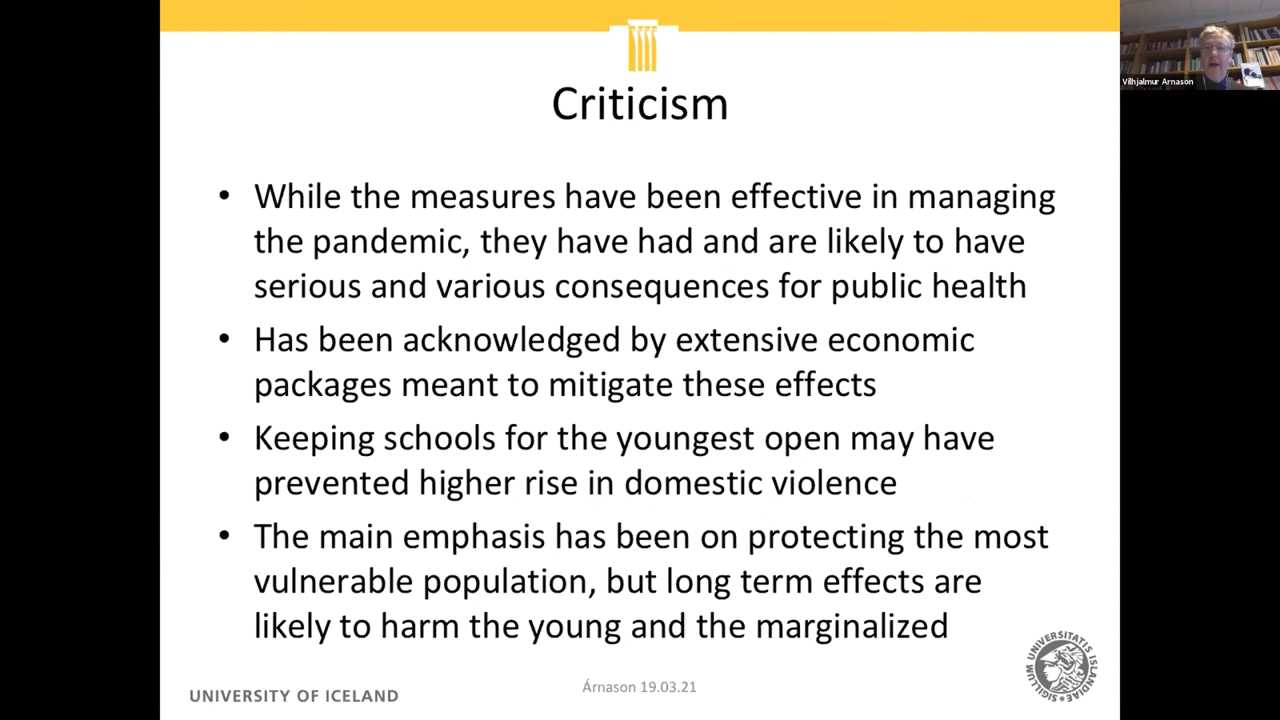 Vilhjalmur Arnason
Criticism
• While the measures have been effective in managing
the pandemic, they have had and are likely to have
serious and various consequences for public health
• Has been acknowledged by extensive economic
packages meant to mitigate these effects
• Keeping schools for the youngest open may have
prevented higher rise in domestic violence
• The main emphasis has been on protecting the most
vulnerable population, but long term effects are
likely to harm the young and the marginalized
UNIVERSITY OF ICELAND
Árnason 19.03.21
SIGILLUM UNIVERSITATIS ISLANDIAE